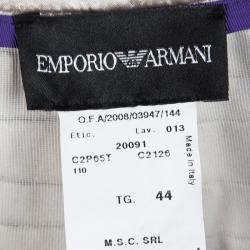 EMPORIO ARMANI
O.F.A/2008/03947/144
Etic. Lav. 013
20091
C2P65T C2126
110
Made in Italy
TG. 44
M.S.C. SRL